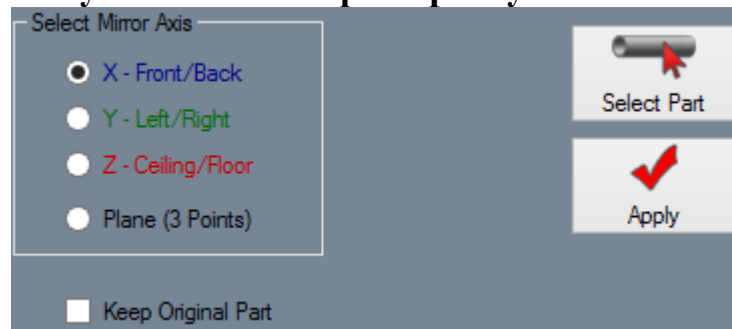 Select Mirror Axis
X - Front/Back
Y - Left/Right
Z - Ceiling/Floor
Plane (3 Points)
Keep Original Part
Select Part
Apply